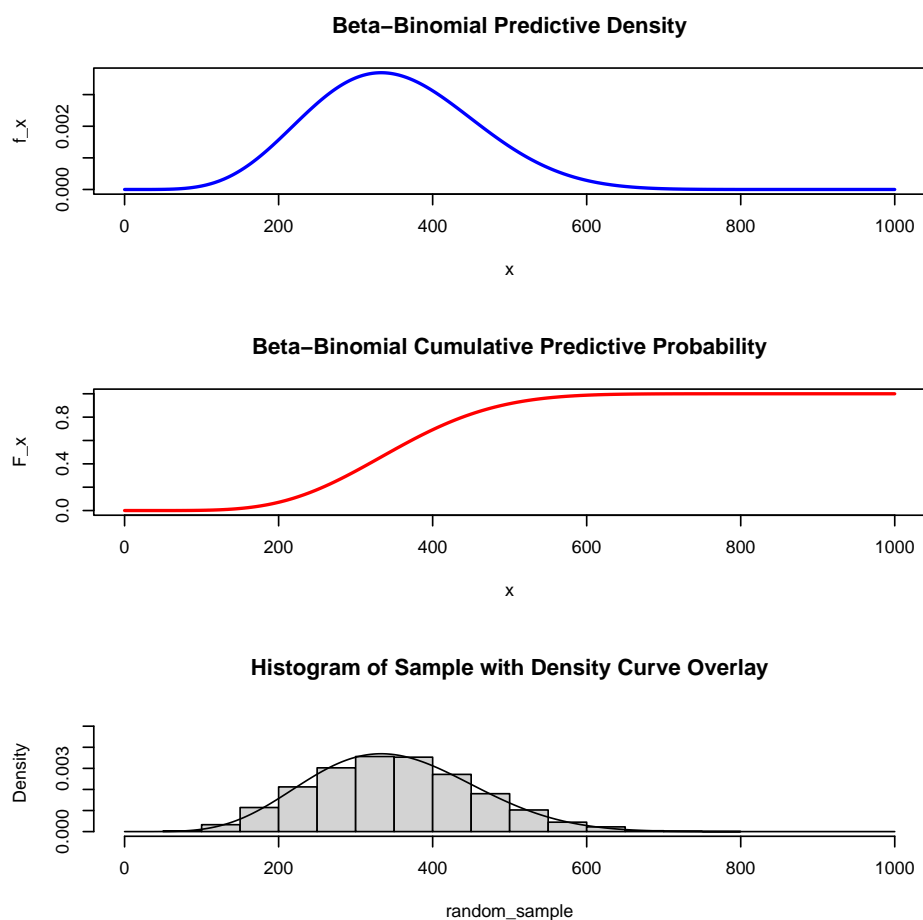 Beta−Binomial Predictive Density
f_x
0.002
0.000
0 200 400 600 800 1000
x
Beta−Binomial Cumulative Predictive Probability
F_x
0.8
0.4
0.0
0 200 400 600 800 1000
x
Histogram of Sample with Density Curve Overlay
Density
0.003
0.000
0 200 400 600 800 1000
random_sample